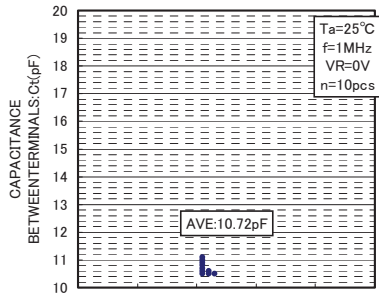 20
19
18
17
16
15
14
13
12
11
10
CAPACITANCE
BETWEENTERMINALS:Ct(pF)
Ta=25℃
f=1MHz
VR=0V
n=10pcs
AVE:10.72pF